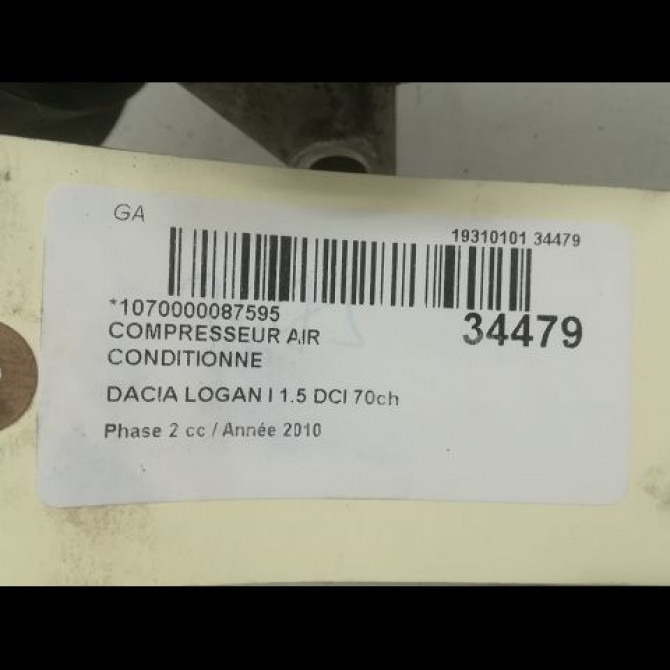 GA
19310101 34479
*1070000087595
34479
COMPRESSEUR AIR
CONDITIONNE
DACIA LOGAN I 1.5 DCI 70ch
Phase 2 cc / Année 2010